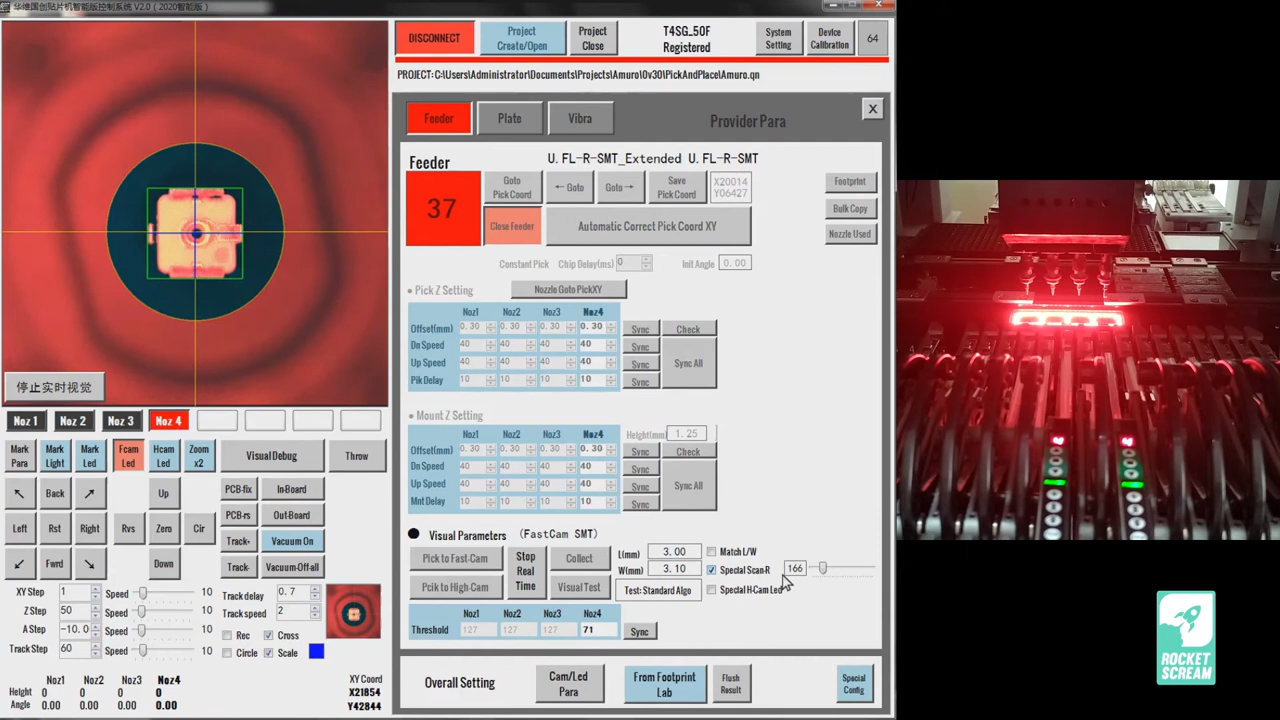 华维国创贴片机智能版控制系统 V2.0（2020智能版）
DISCONNECT
Project Create/Open
Project Close
T4SG_50F Registered
System Setting
Device Calibration
64
PROJECT:C:\Users\Administrator\Documents\Projects\Amuro\0v30\PickAndPlace\Amuro.qn
Feeder
Plate
Vibra
Provider Para
X
Feeder
U.FL-R-SMT_Extended U.FL-R-SMT
37
Goto Pick Coord
←Goto
Goto→
Save Pick Coord
X20014
Y06427
Footprint
Bulk Copy
Nozzle Used
Close Feeder
Automatic Correct Pick Coord XY
Constant Pick
Chip Delay(ms)
0
Init Angle
0.00
Pick Z Setting
Nozzle Goto PickXY
Noz1 Noz2 Noz3 Noz4
Offset(mm) 0.30 0.30 0.30 0.30 Sync Check
Dn Speed 40 40 40 40 Sync
Up Speed 40 40 40 40 Sync Sync All
Pik Delay 10 10 10 10 Sync
Mount Z Setting
Height(mm) 1.25
Noz1 Noz2 Noz3 Noz4
Offset(mm) 0.30 0.30 0.30 0.30 Sync Check
Dn Speed 40 40 40 40 Sync
Up Speed 40 40 40 40 Sync Sync All
Mnt Delay 10 10 10 10 Sync
Visual Parameters (FastCam SMT)
Pick to Fast-Cam
Stop Real Time
Collect
L(mm) 3.00
Match L/W
Pcik to High-Cam
Visual Test
W(mm) 3.10
Special Scan-R 166
Test: Standard Algo
Special H-Cam Led
Noz1 Noz2 Noz3 Noz4
Threshold 127 127 127 71 Sync
Overall Setting
Cam/Led Para
From Footprint Lab
Flush Result
Special Config
停止实时视觉
Noz 1 Noz 2 Noz 3 Noz 4
Mark Para
Mark Light
Mark Led
Fcam Led
Hcam Led
Zoom x2
Visual Debug
Throw
↖ Back ↗ Up
PCB-fix
In-Board
Left Rst Right Rvs Zero Cir
PCB-rs
Out-Board
Track+
Vacuum On
↙ Fwrd ↘ Down
Track-
Vacuum-Off-all
XY Step 1 Speed 10
Z Step 50 Speed 10
A Step -10.0 Speed 10
Track Step 60 Speed 10
Track delay 0.7
Track speed 2
Rec Cross
Circle Scale
Noz1 Noz2 Noz3 Noz4
Height 0.00 0.00 0.00 0.00
Angle 0.00 0.00 0.00 0.00
XY Coord
X21854
Y42844
ROCKET
SCREAM